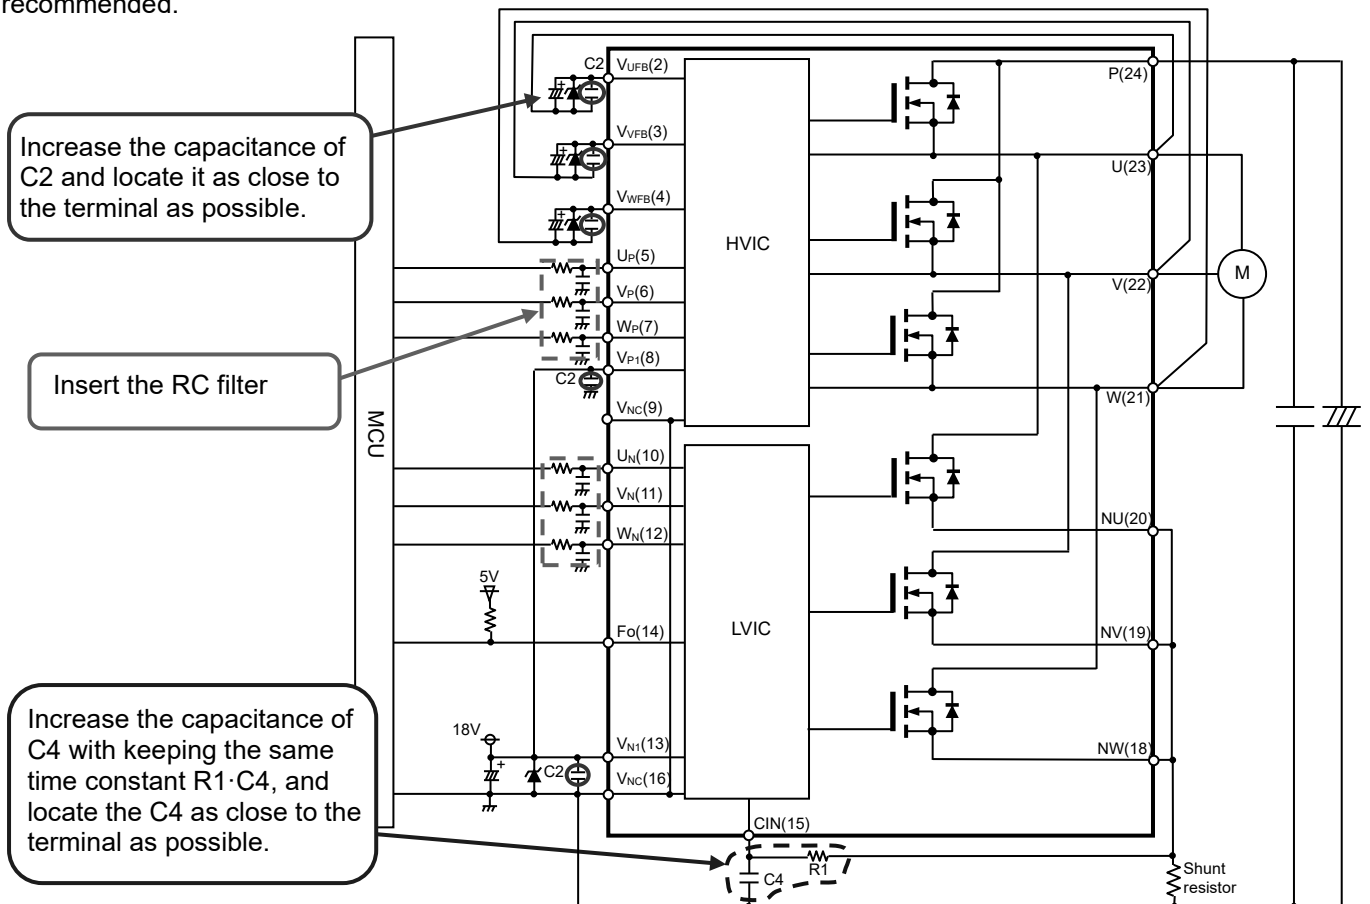 recommended.
C2
VUFB(2)
P(24)
Increase the capacitance of
C2 and locate it as close to
the terminal as possible.
VVFB(3)
U(23)
VWFB(4)
HVIC
UP(5)
VP(6)
V(22)
M
WP(7)
VP1(8)
C2
Insert the RC filter
W(21)
VNC(9)
MCU
UN(10)
VN(11)
NU(20)
WN(12)
5V
Fo(14)
LVIC
NV(19)
Increase the capacitance of
C4 with keeping the same
time constant R1·C4, and
locate the C4 as close to the
terminal as possible.
18V
+
VN1(13)
NW(18)
C2
VNC(16)
CIN(15)
R1
C4
Shunt
resistor